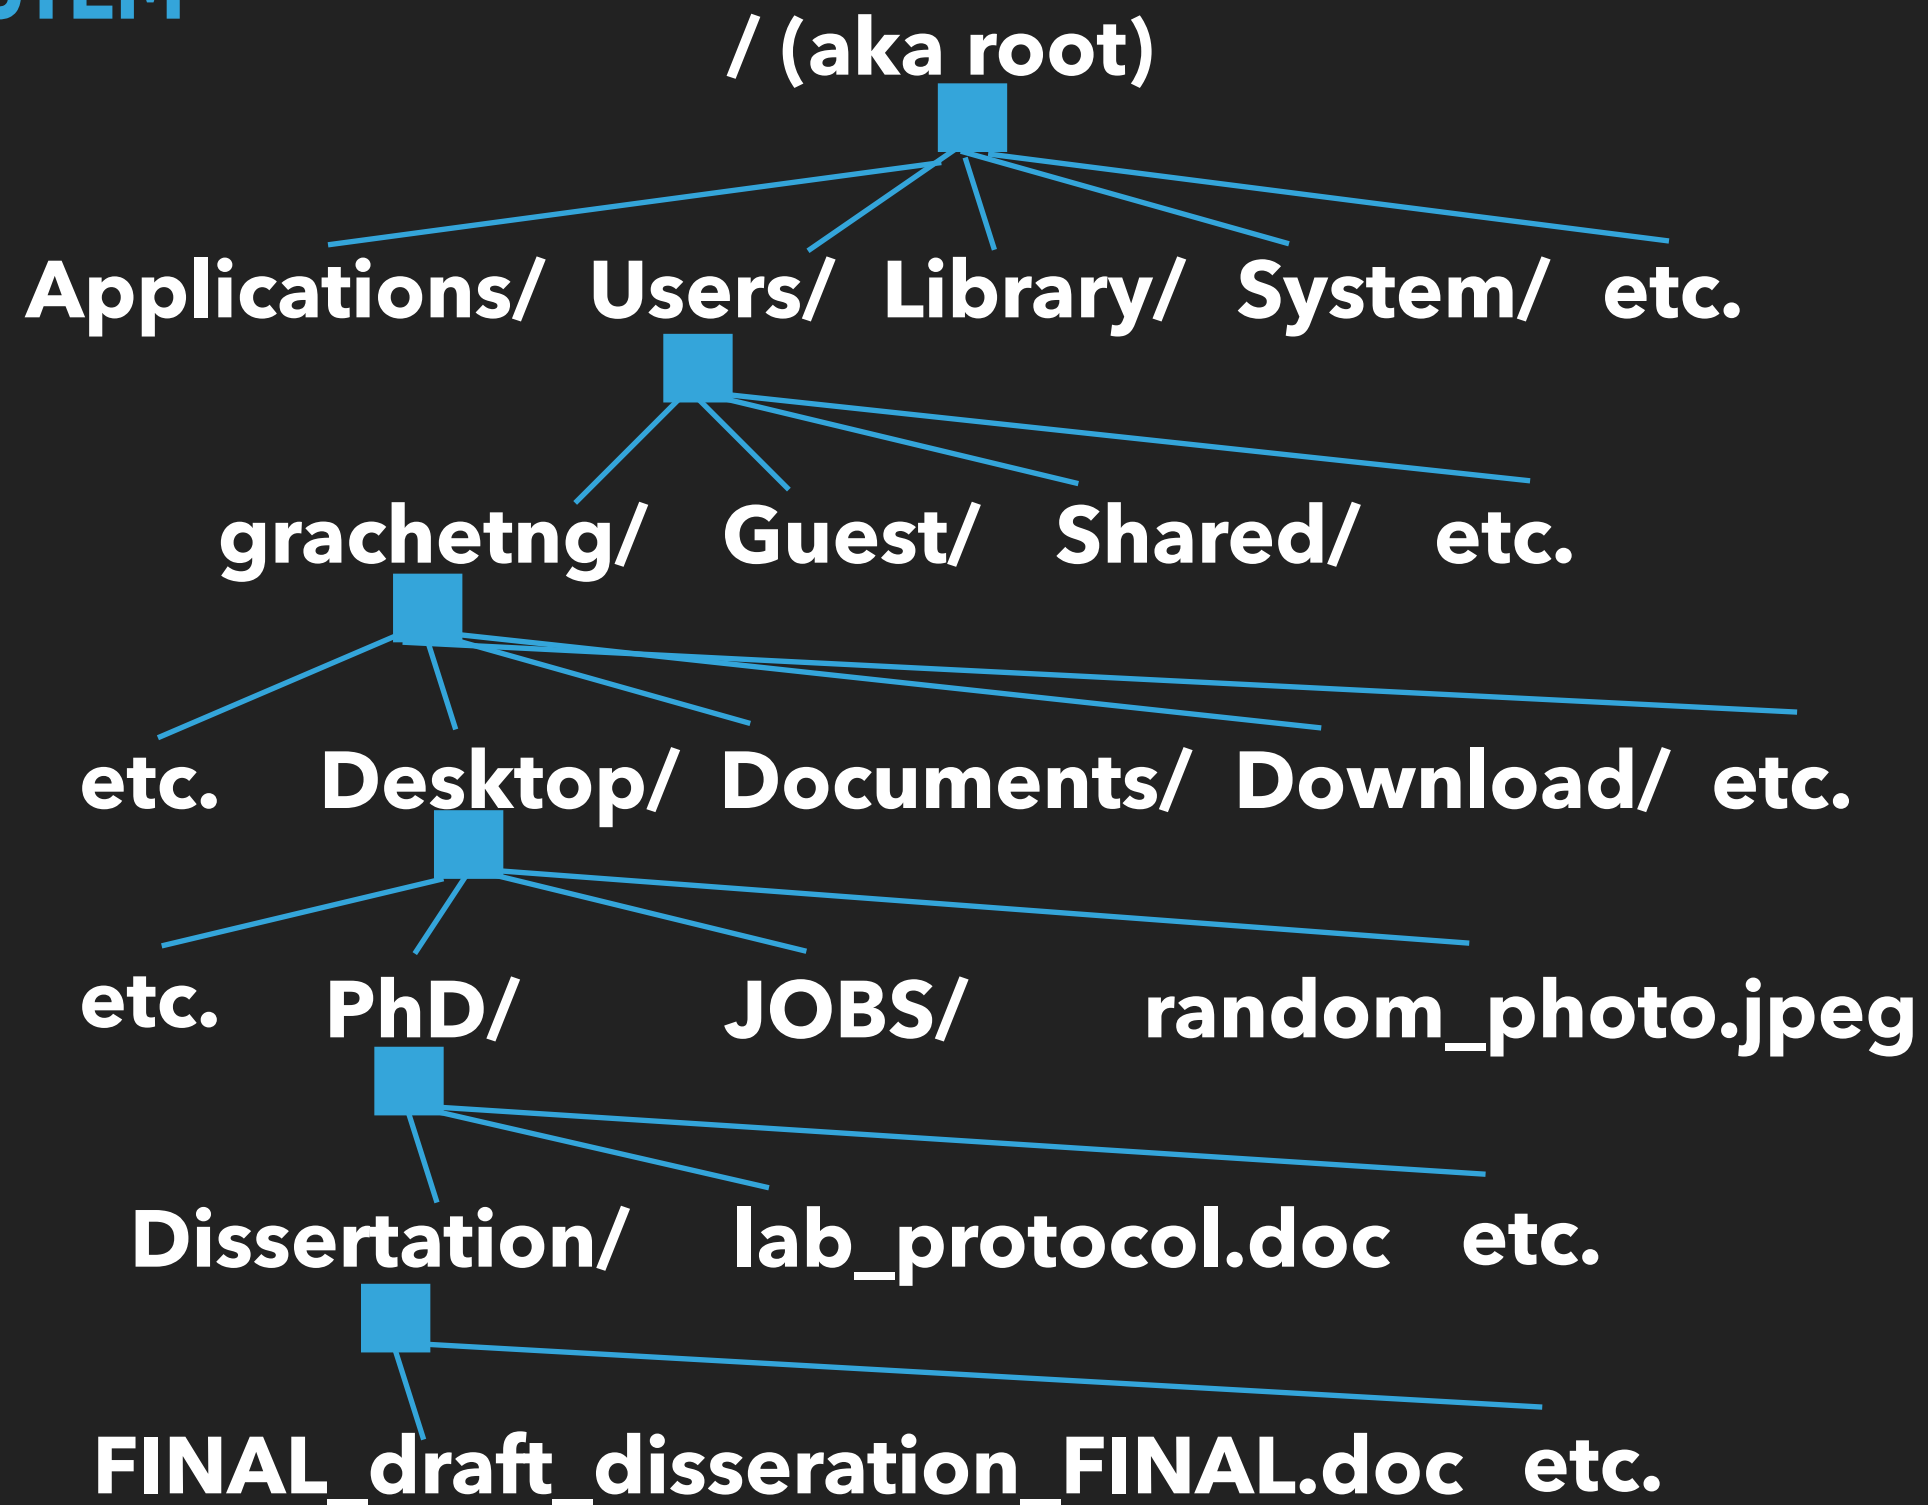 / (aka root)
Applications/ Users/ Library/ System/ etc.
grachetng/ Guest/ Shared/ etc.
etc. Desktop/ Documents/ Download/ etc.
etc. PhD/ JOBS/ random_photo.jpeg
Dissertation/ lab_protocol.doc etc.
FINAL_draft_disseration_FINAL.doc etc.